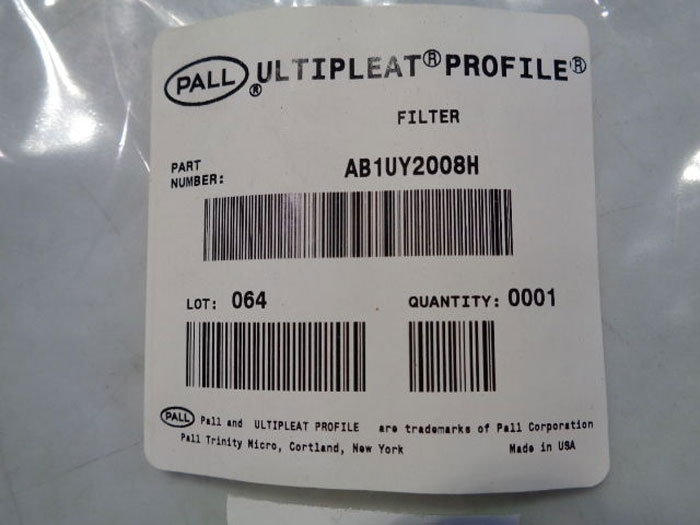 PALL ® ULTIPLEAT® PROFILE®
FILTER
PART NUMBER: AB1UY2008H
LOT: 064 QUANTITY: 0001
PALL Pall and ULTIPLEAT PROFILE are trademarks of Pall Corporation
Pall Trinity Micro, Cortland, New York Made in USA